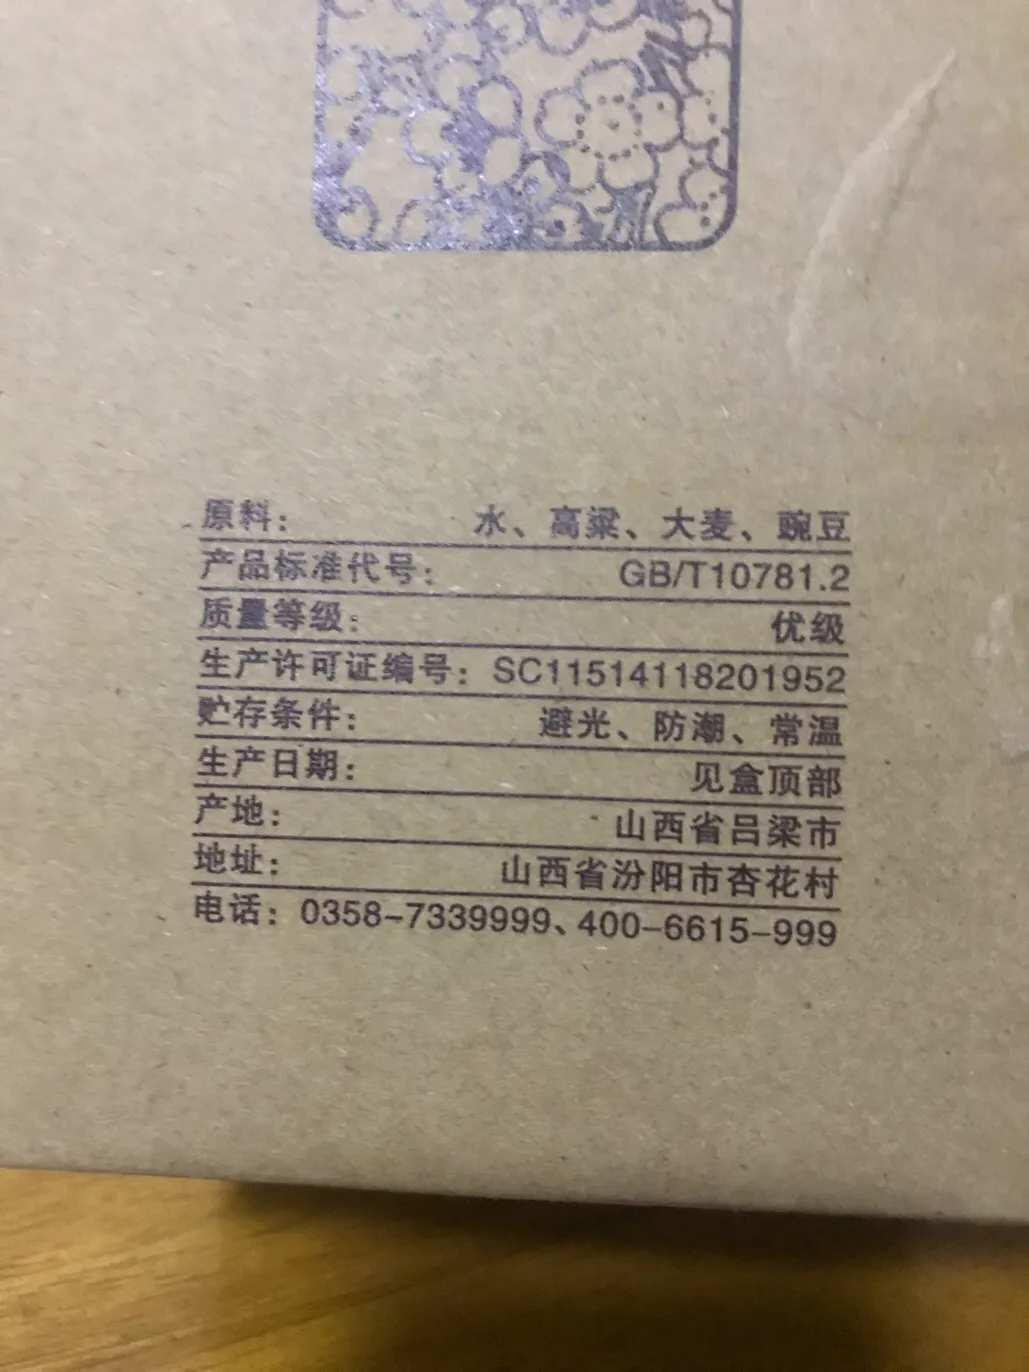 原料： 水、高粱、大麦、豌豆
产品标准代号： GB/T10781.2
质量等级： 优级
生产许可证编号：SC11514118201952
贮存条件： 避光、防潮、常温
生产日期： 见盒顶部
产地： 山西省吕梁市
地址： 山西省汾阳市杏花村
电话：0358-7339999、400-6615-999